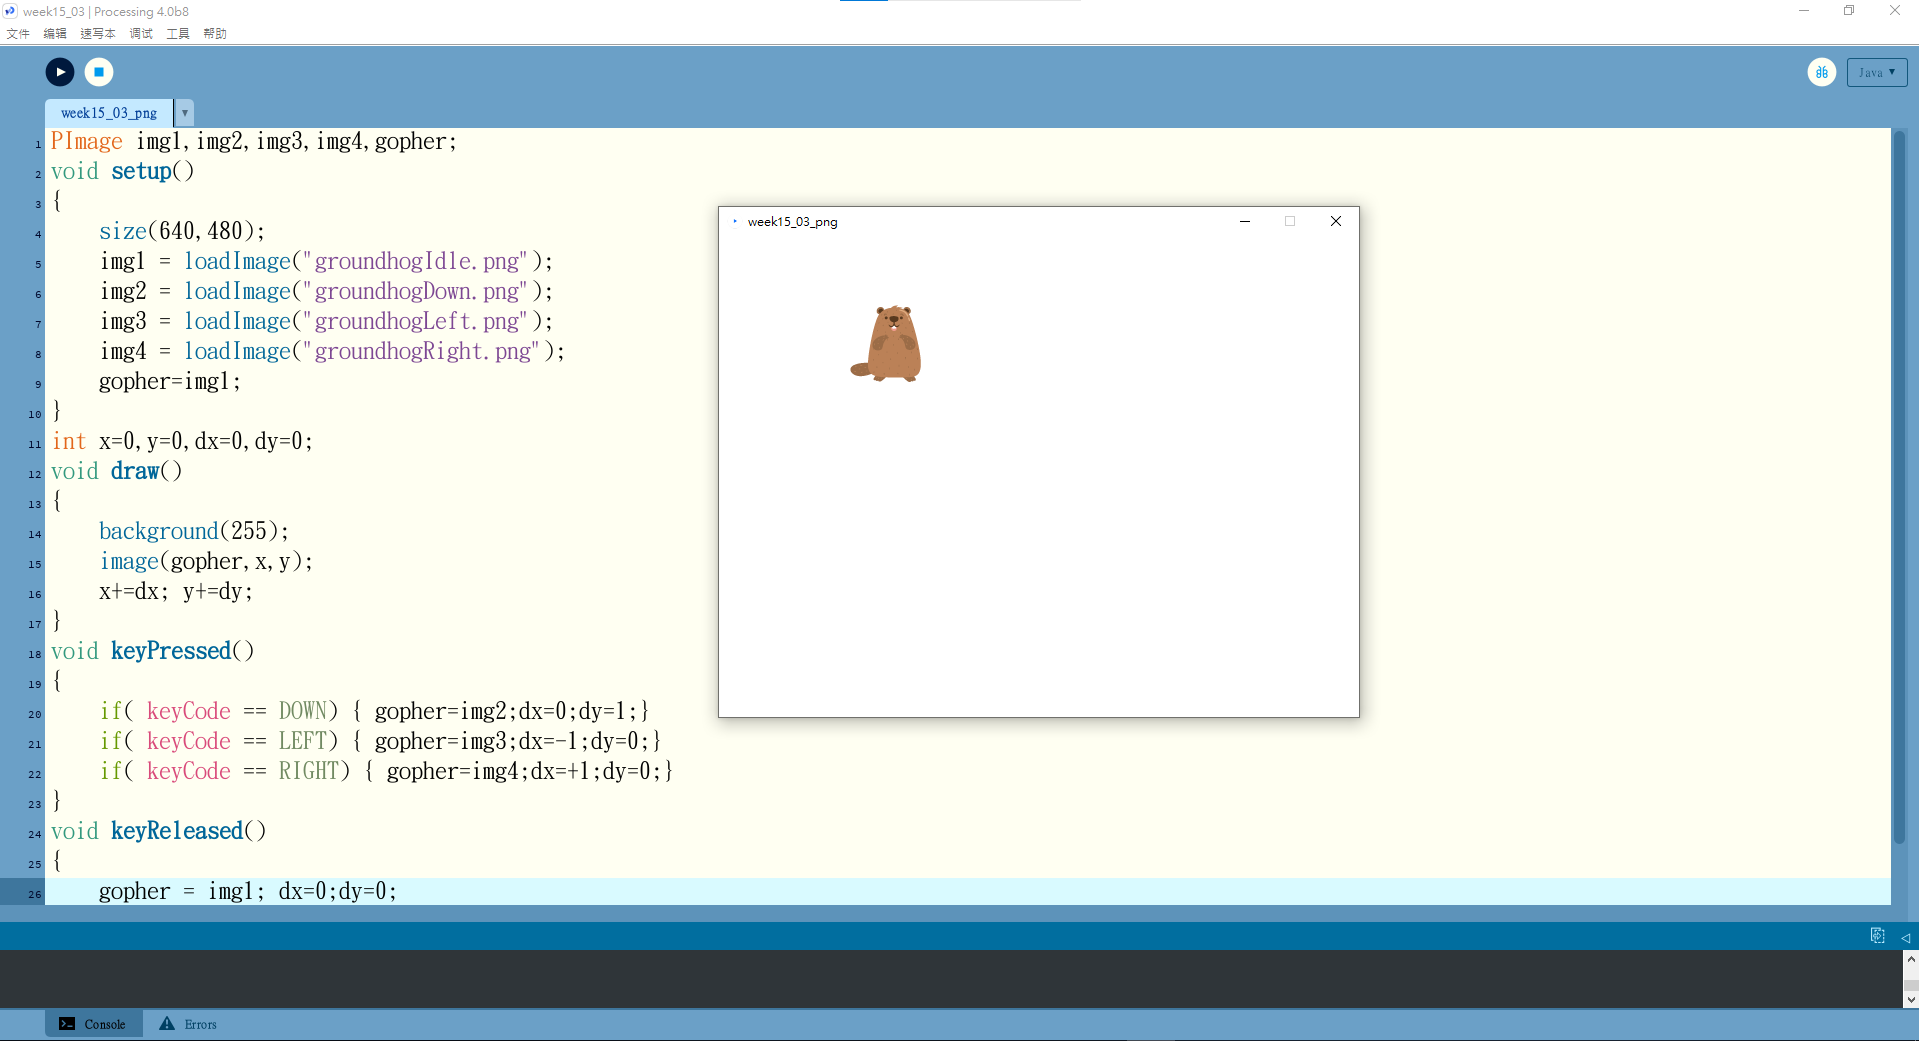 week15_03 | Processing 4.0b8
文件 编辑 速写本 调试 工具 帮助
Java ▼
week15_03_png ▼
1 PImage img1,img2,img3,img4,gopher;
2 void setup()
3 {
4 size(640,480);
5 img1 = loadImage("groundhogIdle.png");
6 img2 = loadImage("groundhogDown.png");
7 img3 = loadImage("groundhogLeft.png");
8 img4 = loadImage("groundhogRight.png");
9 gopher=img1;
10 }
11 int x=0,y=0,dx=0,dy=0;
12 void draw()
13 {
14 background(255);
15 image(gopher,x,y);
16 x+=dx; y+=dy;
17 }
18 void keyPressed()
19 {
20 if( keyCode == DOWN) { gopher=img2;dx=0;dy=1;}
21 if( keyCode == LEFT) { gopher=img3;dx=-1;dy=0;}
22 if( keyCode == RIGHT) { gopher=img4;dx=+1;dy=0;}
23 }
24 void keyReleased()
25 {
26 gopher = img1; dx=0;dy=0;
week15_03_png
Console Errors